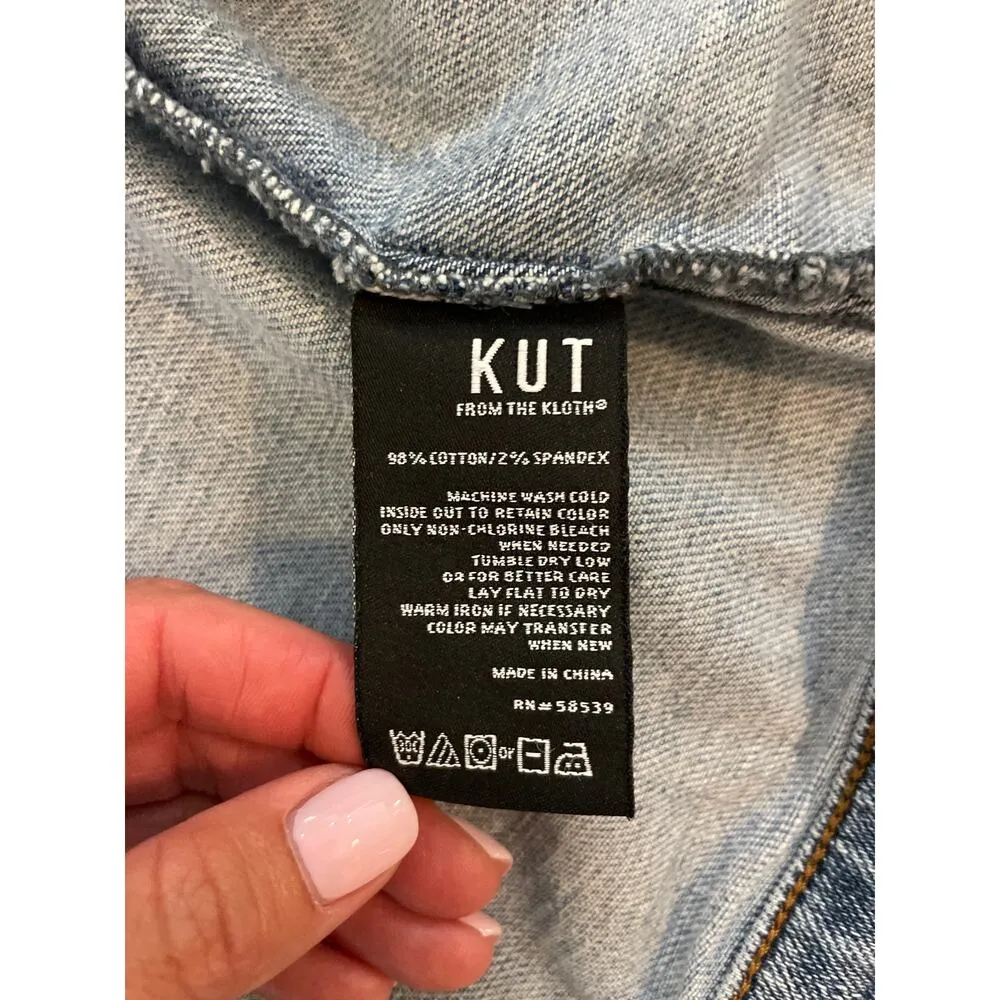 KUT
FROM THE KLOTH®
98% COTTON/2% SPANDEX
MACHINE WASH COLD
INSIDE OUT TO RETAIN COLOR
ONLY NON-CHLORINE BLEACH
WHEN NEEDED
TUMBLE DRY LOW
OR FOR BETTER CARE
LAY FLAT TO DRY
WARM IRON IF NECESSARY
COLOR MAY TRANSFER
WHEN NEW
MADE IN CHINA
RN#58539
30C or